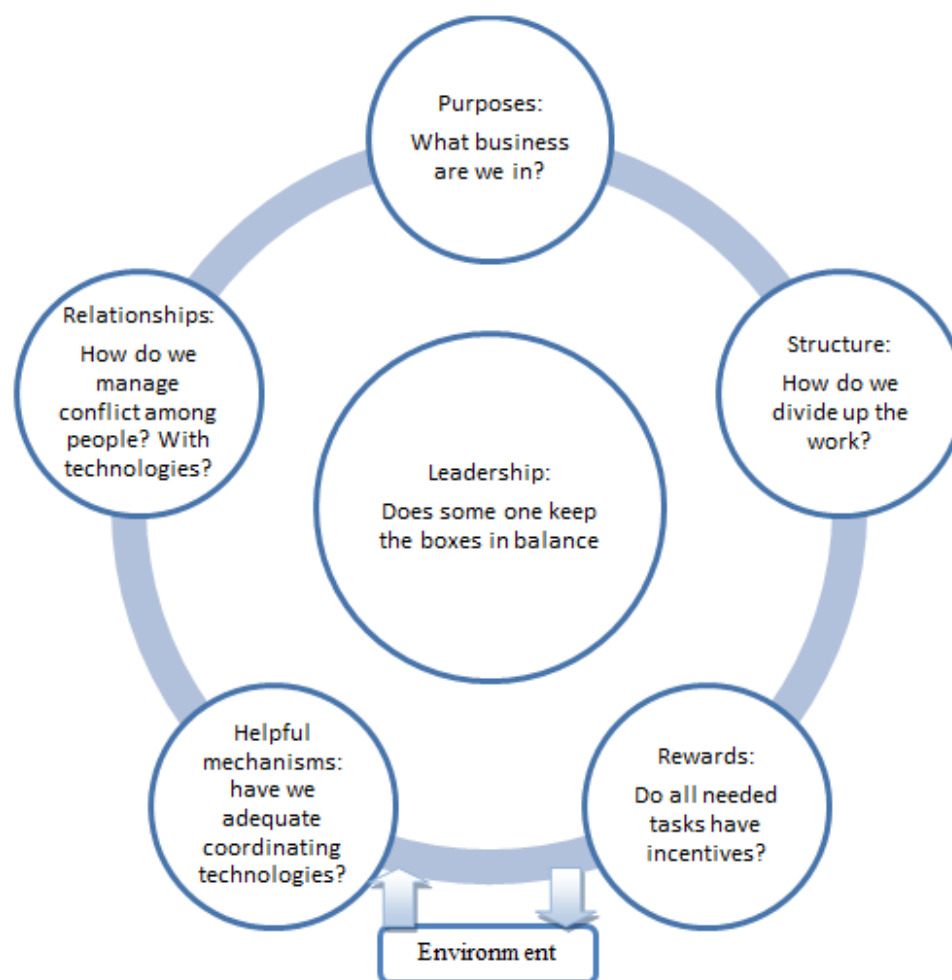 Purposes:
What business
are we in?
Relationships:
How do we
manage
conflict among
people? With
technologies?
Structure:
How do we
divide up the
work?
Leadership:
Does some one keep
the boxes in balance
Helpful
mechanisms:
have we
adequate
coordinating
technologies?
Rewards:
Do all needed
tasks have
incentives?
Environment